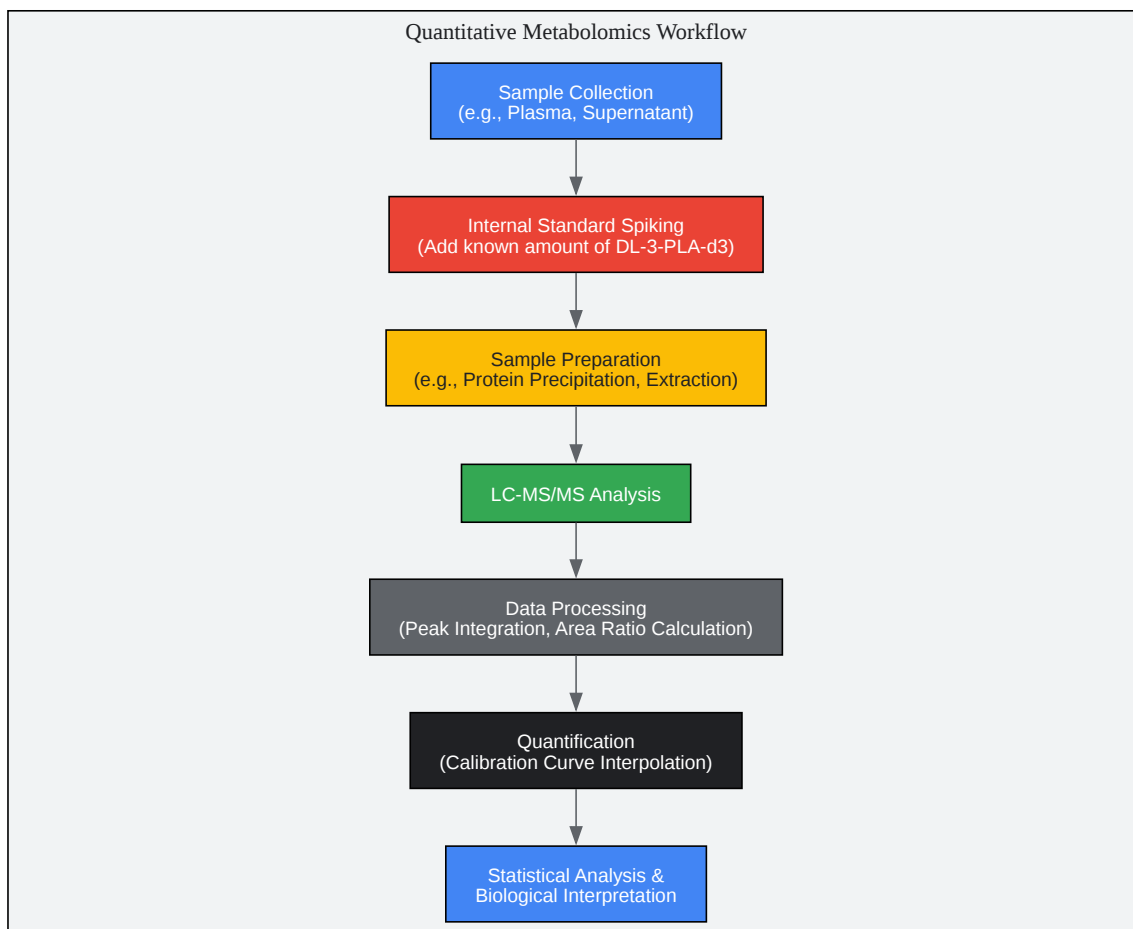 Quantitative Metabolomics Workflow
Sample Collection
(e.g., Plasma, Supernatant)
Internal Standard Spiking
(Add known amount of DL-3-PLA-d3)
Sample Preparation
(e.g., Protein Precipitation, Extraction)
LC-MS/MS Analysis
Data Processing
(Peak Integration, Area Ratio Calculation)
Quantification
(Calibration Curve Interpolation)
Statistical Analysis &
Biological Interpretation